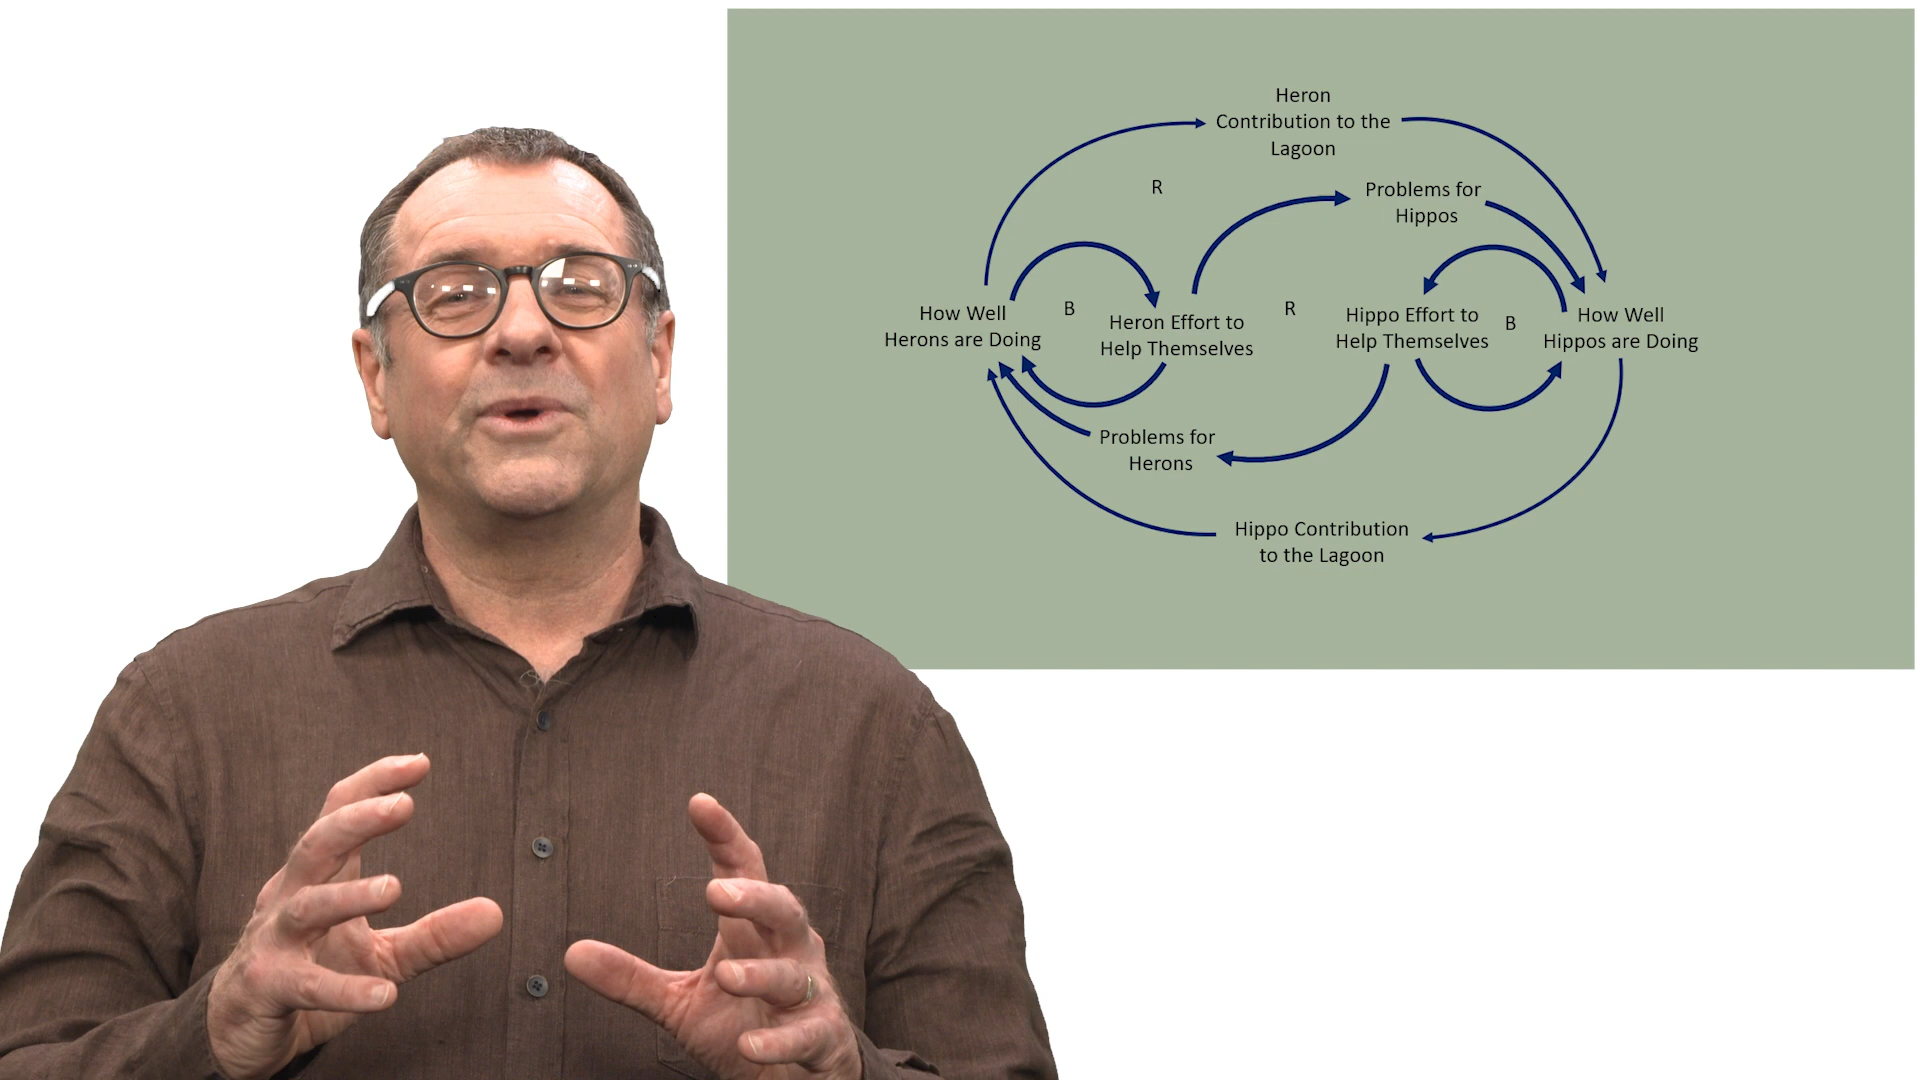 Heron
Contribution to the
Lagoon
R
Problems for
Hippos
How Well
Herons are Doing
B
Heron Effort to
Help Themselves
R
Hippo Effort to
Help Themselves
B
How Well
Hippos are Doing
Problems for
Herons
Hippo Contribution
to the Lagoon